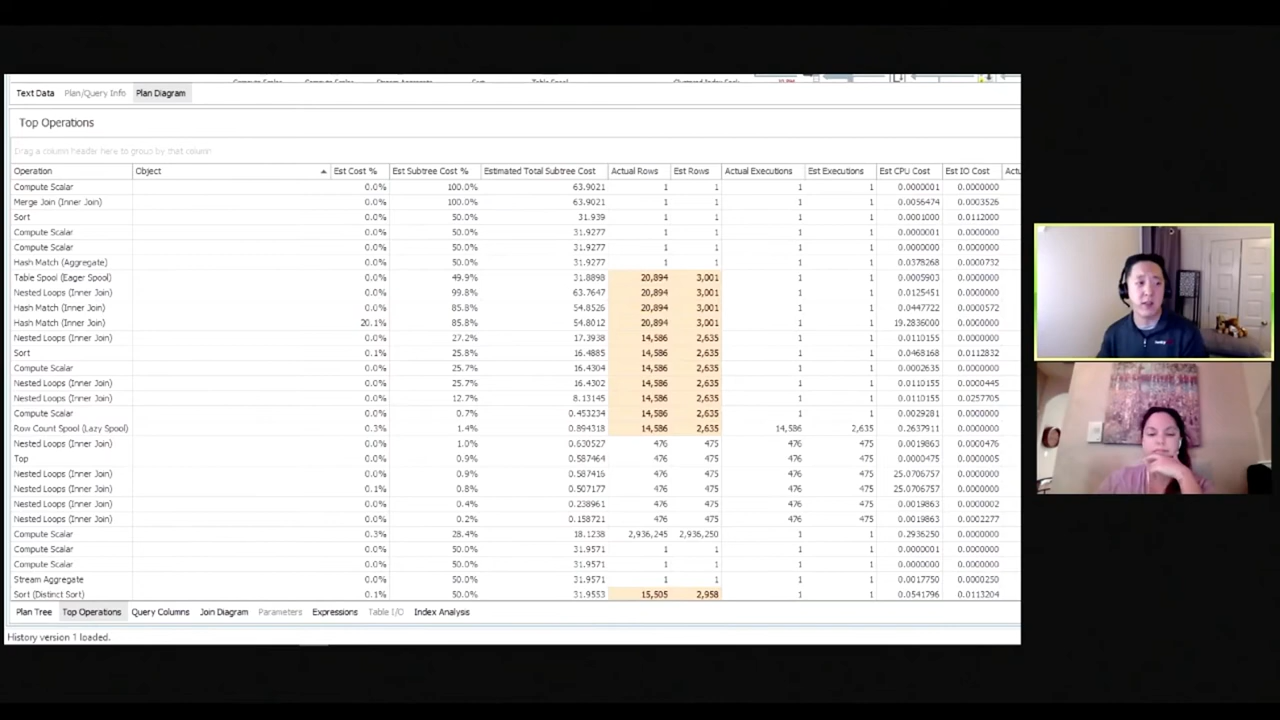 Compute Scalar Compute Scalar Stream Aggregate Sort Table Spool Clustered Index Seek
Text Data Plan/Query Info Plan Diagram
Top Operations
Drag a column header here to group by that column
Operation Object Est Cost % Est Subtree Cost % Estimated Total Subtree Cost Actual Rows Est Rows Actual Executions Est Executions Est CPU Cost Est IO Cost Actu
Compute Scalar 0.0% 100.0% 63.9021 1 1 1 1 0.0000001 0.0000000
Merge Join (Inner Join) 0.0% 100.0% 63.9021 1 1 1 1 0.0056474 0.0003526
Sort 0.0% 50.0% 31.939 1 1 1 1 0.0001000 0.0112000
Compute Scalar 0.0% 50.0% 31.9277 1 1 1 1 0.0000001 0.0000000
Compute Scalar 0.0% 50.0% 31.9277 1 1 1 1 0.0000000 0.0000000
Hash Match (Aggregate) 0.0% 50.0% 31.9277 1 1 1 1 0.0378268 0.0000732
Table Spool (Eager Spool) 0.0% 49.9% 31.8898 20,894 3,001 1 1 0.0005903 0.0000000
Nested Loops (Inner Join) 0.0% 99.8% 63.7647 20,894 3,001 1 1 0.0125451 0.0000000
Hash Match (Inner Join) 0.0% 85.8% 54.8526 20,894 3,001 1 1 0.0447722 0.0000572
Hash Match (Inner Join) 20.1% 85.8% 54.8012 20,894 3,001 1 1 19.2836000 0.0000000
Nested Loops (Inner Join) 0.0% 27.2% 17.3938 14,586 2,635 1 1 0.0110155 0.0000000
Sort 0.1% 25.8% 16.4885 14,586 2,635 1 1 0.0468168 0.0112832
Compute Scalar 0.0% 25.7% 16.4304 14,586 2,635 1 1 0.0002635 0.0000000
Nested Loops (Inner Join) 0.0% 25.7% 16.4302 14,586 2,635 1 1 0.0110155 0.0000445
Nested Loops (Inner Join) 0.0% 12.7% 8.13145 14,586 2,635 1 1 0.0110155 0.0257705
Compute Scalar 0.0% 0.7% 0.453234 14,586 2,635 1 1 0.0029281 0.0000000
Row Count Spool (Lazy Spool) 0.3% 1.4% 0.894318 14,586 2,635 14,586 2,635 0.2637911 0.0000000
Nested Loops (Inner Join) 0.0% 1.0% 0.630527 476 475 476 475 0.0019863 0.0000476
Top 0.0% 0.9% 0.587464 476 475 476 475 0.0000475 0.0000005
Nested Loops (Inner Join) 0.0% 0.9% 0.587416 476 475 476 475 25.0706757 0.0000000
Nested Loops (Inner Join) 0.1% 0.8% 0.507177 476 475 476 475 25.0706757 0.0000000
Nested Loops (Inner Join) 0.0% 0.4% 0.238961 476 475 476 475 0.0019863 0.0000002
Nested Loops (Inner Join) 0.0% 0.2% 0.158721 476 475 476 475 0.0019863 0.0002277
Compute Scalar 0.3% 28.4% 18.1238 2,936,245 2,936,250 1 1 0.2936250 0.0000000
Compute Scalar 0.0% 50.0% 31.9571 1 1 1 1 0.0000001 0.0000000
Compute Scalar 0.0% 50.0% 31.9571 1 1 1 1 0.0000000 0.0000000
Stream Aggregate 0.0% 50.0% 31.9571 1 1 1 1 0.0017750 0.0000250
Sort (Distinct Sort) 0.1% 50.0% 31.9553 15,505 2,958 1 1 0.0541796 0.0113204
Plan Tree Top Operations Query Columns Join Diagram Parameters Expressions Table I/O Index Analysis
History version 1 loaded.